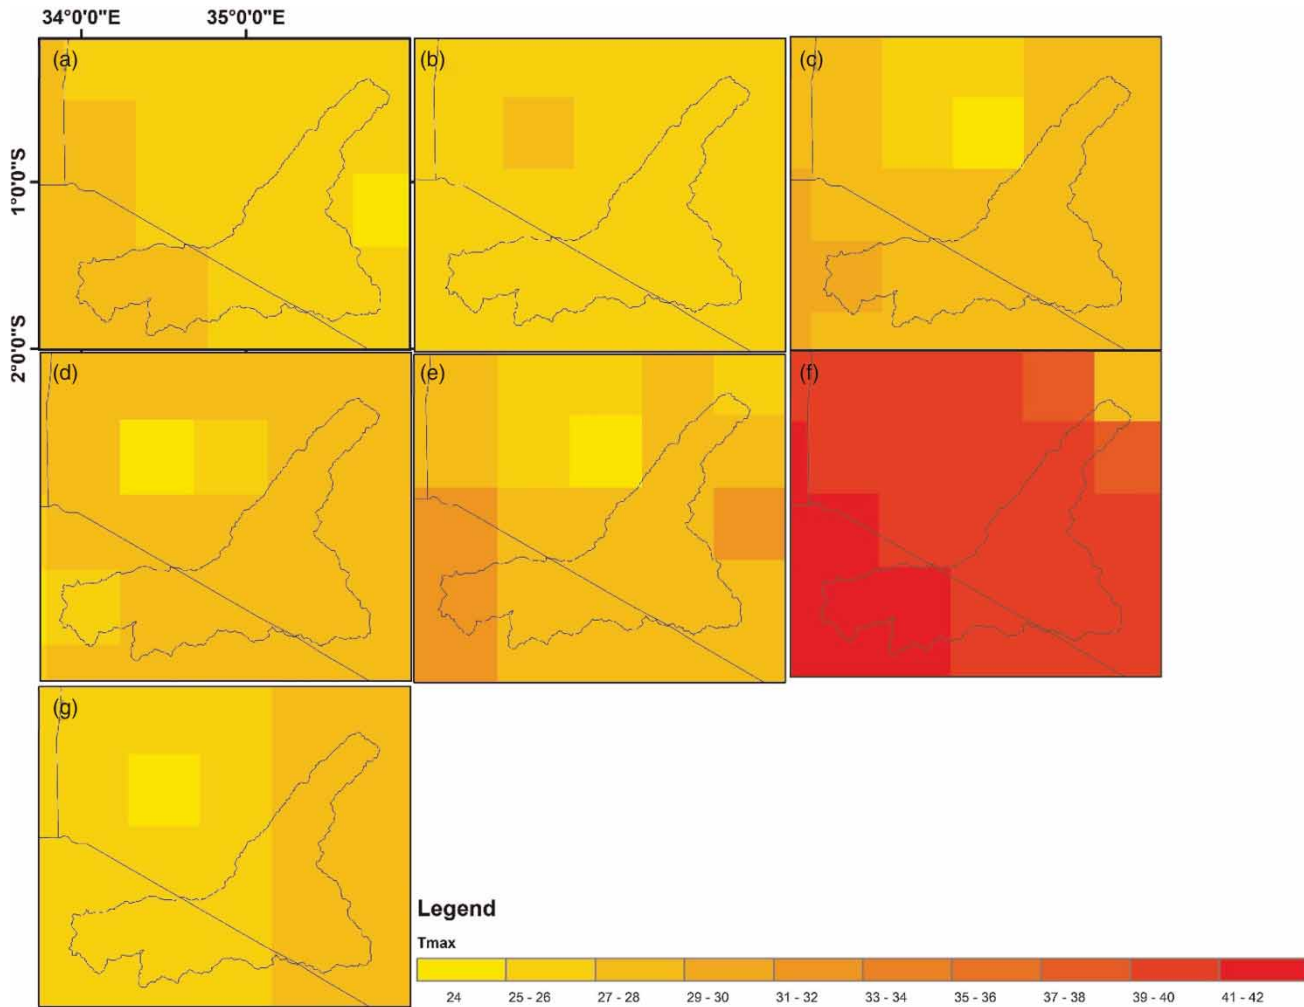 34°0'0"E 35°0'0"E
(a) (b) (c)
1°0'0"S
2°0'0"S
(d) (e) (f)
(g)
Legend
Tmax
24 25 - 26 27 - 28 29 - 30 31 - 32 33 - 34 35 - 36 37 - 38 39 - 40 41 - 42